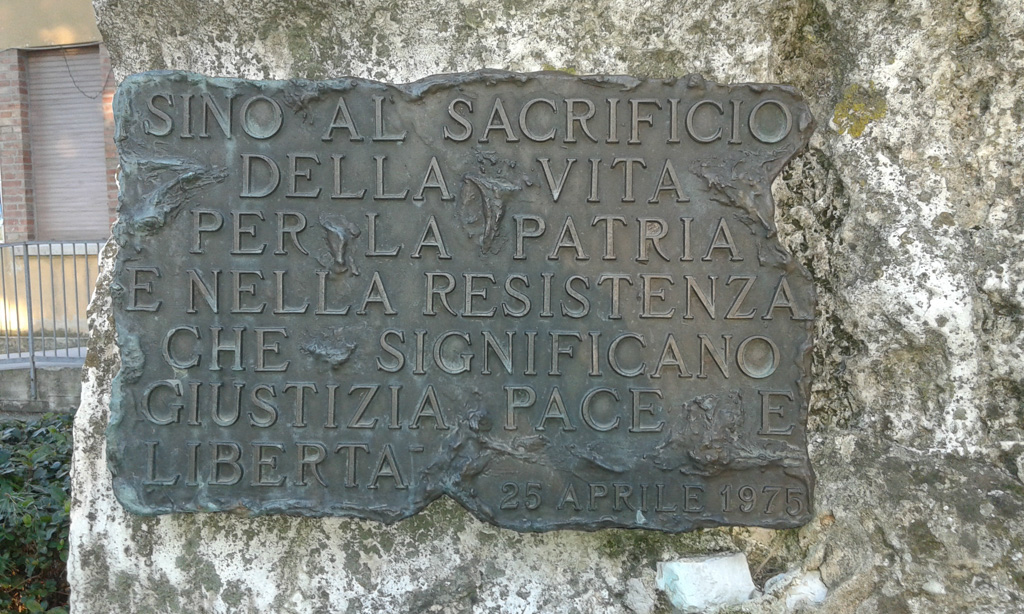 SINO AL SACRIFICIO
DELLA VITA
PER LA PATRIA
E NELLA RESISTENZA
CHE SIGNIFICANO
GIUSTIZIA PACE E
LIBERTA'
25 APRILE 1975